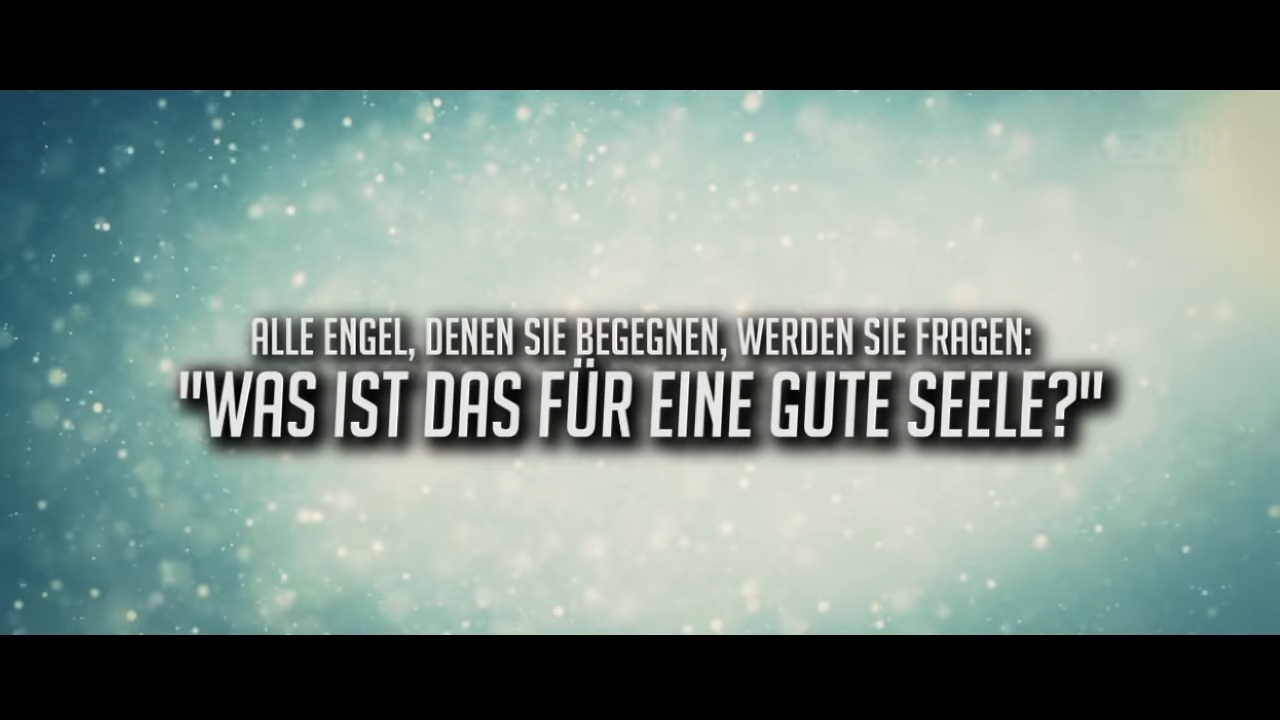 ALLE ENGEL, DENEN SIE BEGEGNEN, WERDEN SIE FRAGEN:
"WAS IST DAS FÜR EINE GUTE SEELE?"